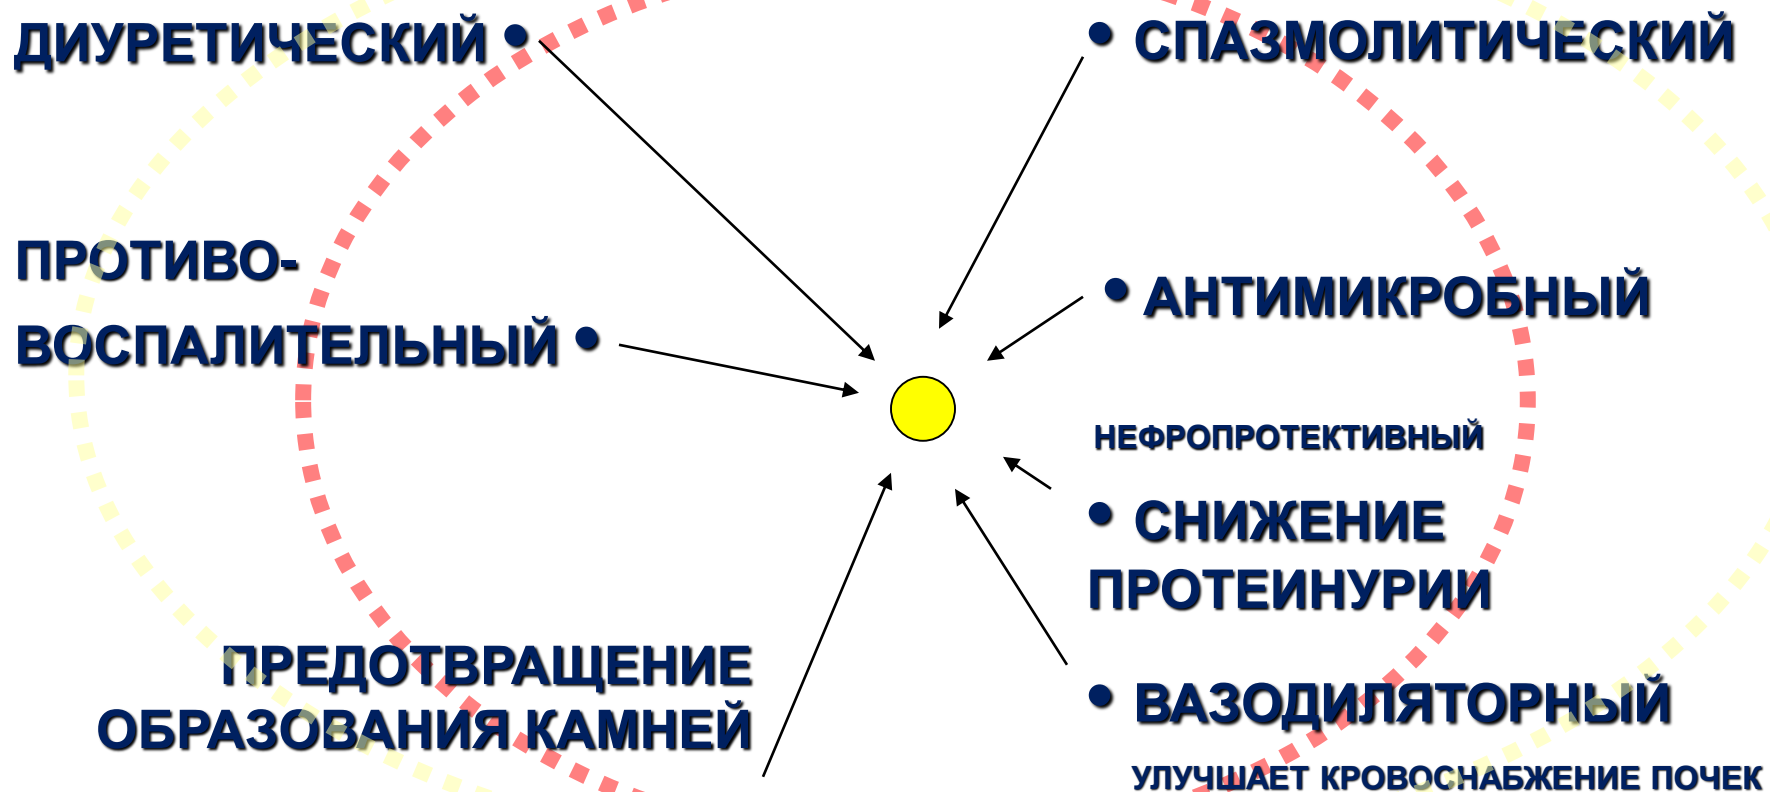 ДИУРЕТИЧЕСКИЙ •
ПРОТИВО-
ВОСПАЛИТЕЛЬНЫЙ •
ПРЕДОТВРАЩЕНИЕ
ОБРАЗОВАНИЯ КАМНЕЙ
• СПАЗМОЛИТИЧЕСКИЙ
• АНТИМИКРОБНЫЙ
НЕФРОПРОТЕКТИВНЫЙ
• СНИЖЕНИЕ
ПРОТЕИНУРИИ
• ВАЗОДИЛЯТОРНЫЙ
УЛУЧШАЕТ КРОВОСНАБЖЕНИЕ ПОЧЕК